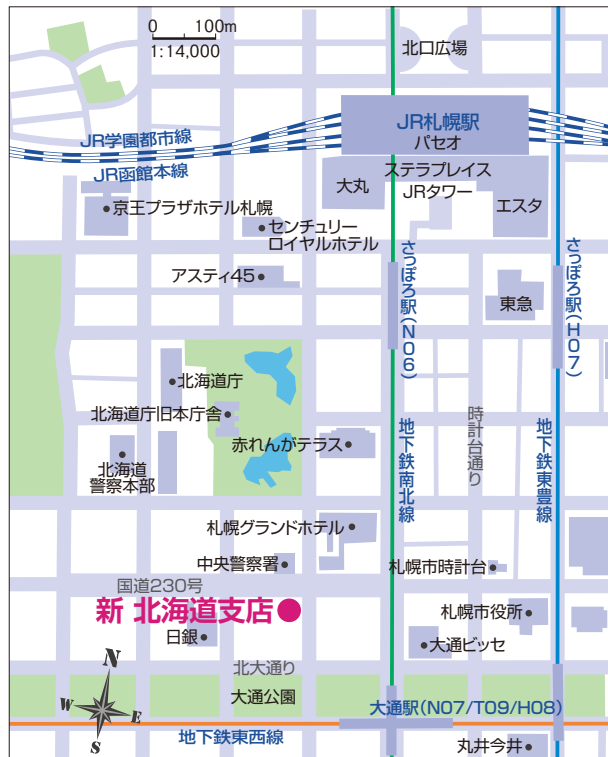 0 100m
1:14,000
北口広場
JR札幌駅
パセオ
JR学園都市線
JR函館本線
ステラプレイス
大丸
JRタワー
エスタ
京王プラザホテル札幌
センチュリー
ロイヤルホテル
さっぽろ駅(N06)
さっぽろ駅(H07)
アスティ45
東急
北海道庁
北海道庁旧本庁舎
赤れんがテラス
時計台通り
地下鉄南北線
地下鉄東豊線
北海道
警察本部
札幌グランドホテル
中央警察署
札幌市時計台
国道230号
新 北海道支店
札幌市役所
日銀
大通ビッセ
北大通り
N
W
E
S
大通公園
大通駅(N07/T09/H08)
地下鉄東西線
丸井今井